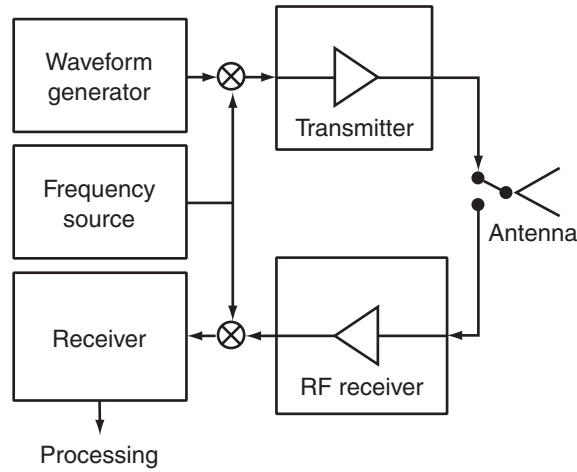 Waveform
generator
Transmitter
Frequency
source
Antenna
Receiver
RF receiver
Processing